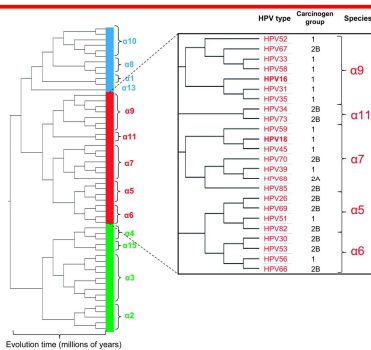 HPV type Carcinogen group Species
α10
α8
α1
α13
α9
α11
α7
α5
α6
α4
α15
α3
α2
HPV52 1
HPV67 2B
HPV33 1
HPV58 1
HPV16 1
HPV31 1
HPV35 1
α9
HPV34 2B
HPV73 2B
α11
HPV59 1
HPV18 1
HPV45 1
HPV70 2B
HPV39 1
HPV68 2A
HPV85 2B
α7
HPV26 2B
HPV69 2B
HPV51 1
HPV82 2B
α5
HPV30 2B
HPV53 2B
HPV56 1
HPV66 2B
α6
Evolution time (millions of years)